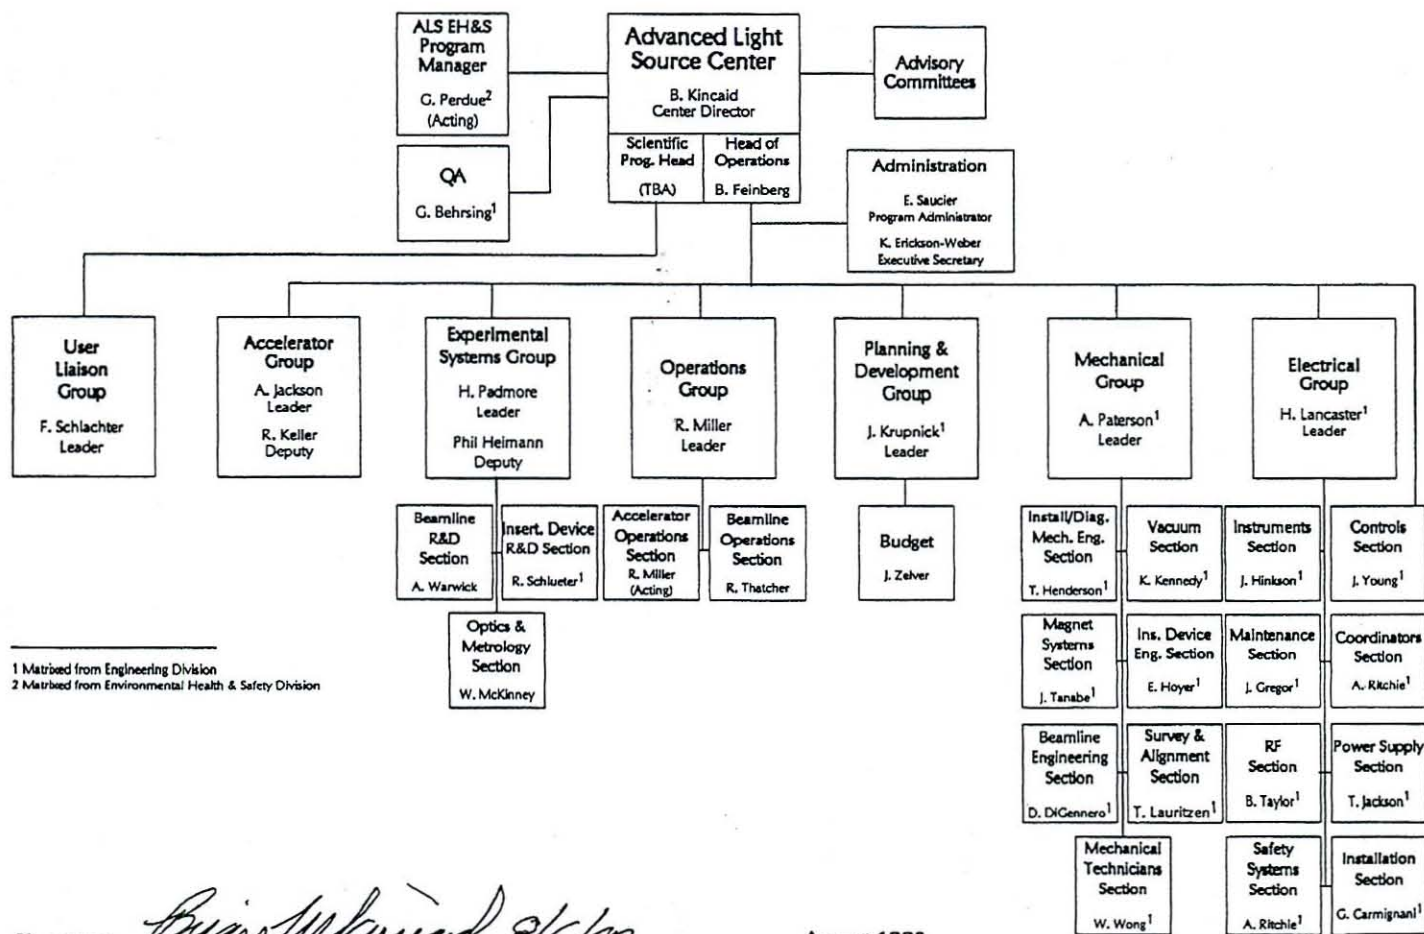 ALS EH&S
Program
Manager
G. Perdue2
(Acting)
Advanced Light
Source Center
B. Kincaid
Center Director
Scientific
Prog. Head
(TBA)
Head of
Operations
B. Feinberg
Advisory
Committees
QA
G. Behrsing1
Administration
E. Saucier
Program Administrator
K. Erickson-Weber
Executive Secretary
User
Liaison
Group
F. Schlachter
Leader
Accelerator
Group
A. Jackson
Leader
R. Keller
Deputy
Experimental
Systems Group
H. Padmore
Leader
Phil Heimann
Deputy
Operations
Group
R. Miller
Leader
Planning &
Development
Group
J. Krupnick1
Leader
Mechanical
Group
A. Paterson1
Leader
Electrical
Group
H. Lancaster1
Leader
Beamline
R&D
Section
A. Warwick
Insert. Device
R&D Section
R. Schlueter1
Accelerator
Operations
Section
R. Miller
(Acting)
Beamline
Operations
Section
R. Thatcher
Budget
J. Zelver
Install/Diag.
Mech. Eng.
Section
T. Henderson1
Vacuum
Section
K. Kennedy1
Instruments
Section
J. Hinkson1
Controls
Section
J. Young1
Optics &
Metrology
Section
W. McKinney
Magnet
Systems
Section
J. Tanabe1
Ins. Device
Eng. Section
E. Hoyer1
Maintenance
Section
J. Gregor1
Coordinators
Section
A. Ritchie1
1 Matrixed from Engineering Division
2 Matrixed from Environmental Health & Safety Division
Beamline
Engineering
Section
D. DiGennero1
Survey &
Alignment
Section
T. Lauritzen1
RF
Section
B. Taylor1
Power Supply
Section
T. Jackson1
Mechanical
Technicians
Section
W. Wong1
Safety
Systems
Section
A. Ritchie1
Installation
Section
G. Carmignani1